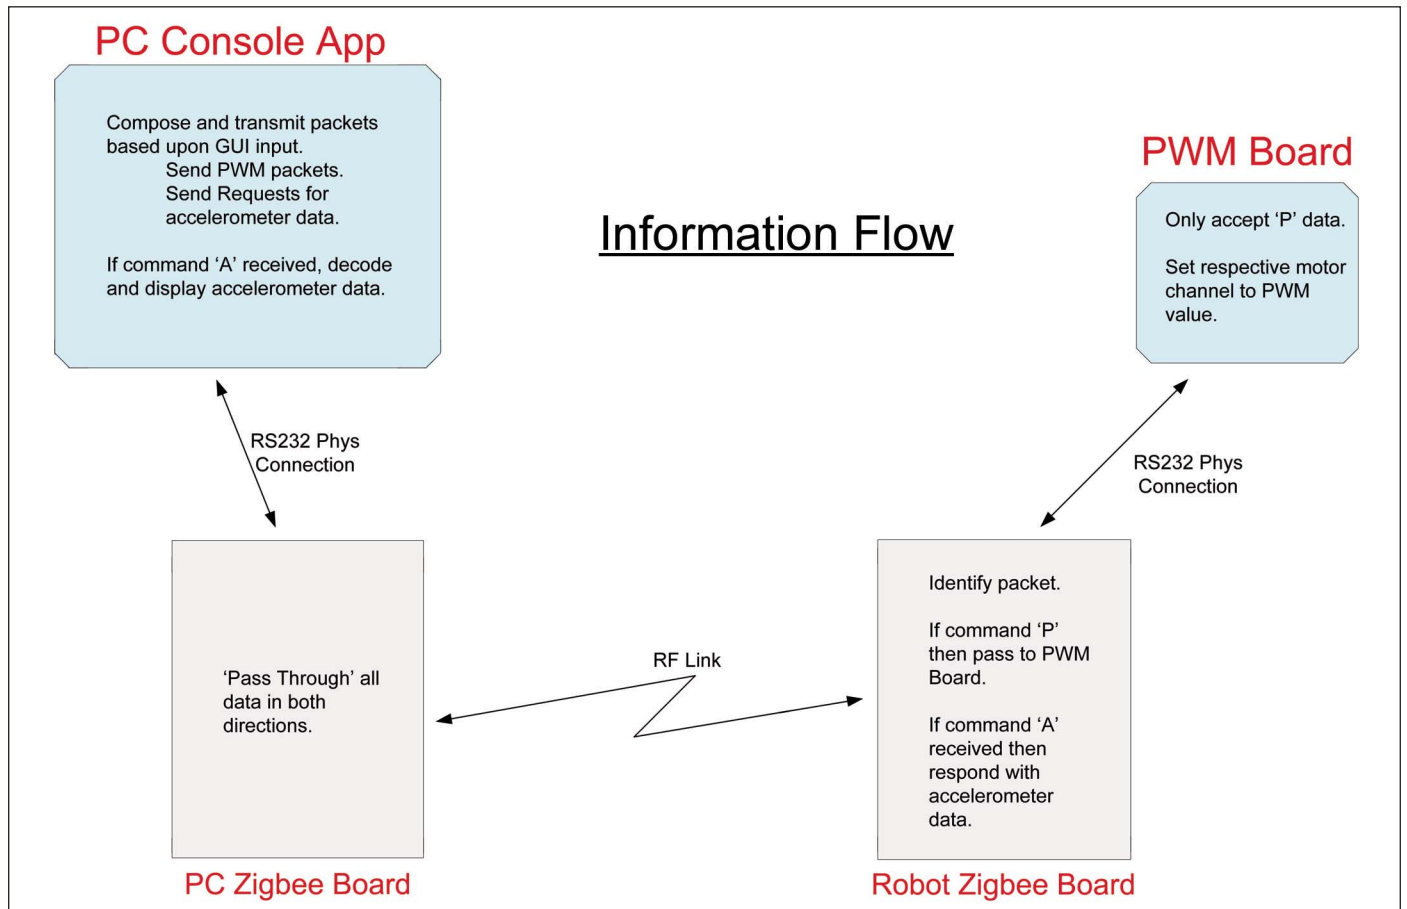 PC Console App
Compose and transmit packets
based upon GUI input.
Send PWM packets.
Send Requests for
accelerometer data.
If command ‘A’ received, decode
and display accelerometer data.
PWM Board
Only accept ‘P’ data.
Set respective motor
channel to PWM
value.
Information Flow
RS232 Phys
Connection
RS232 Phys
Connection
‘Pass Through’ all
data in both
directions.
RF Link
Identify packet.
If command ‘P’
then pass to PWM
Board.
If command ‘A’
received then
respond with
accelerometer
data.
PC Zigbee Board
Robot Zigbee Board